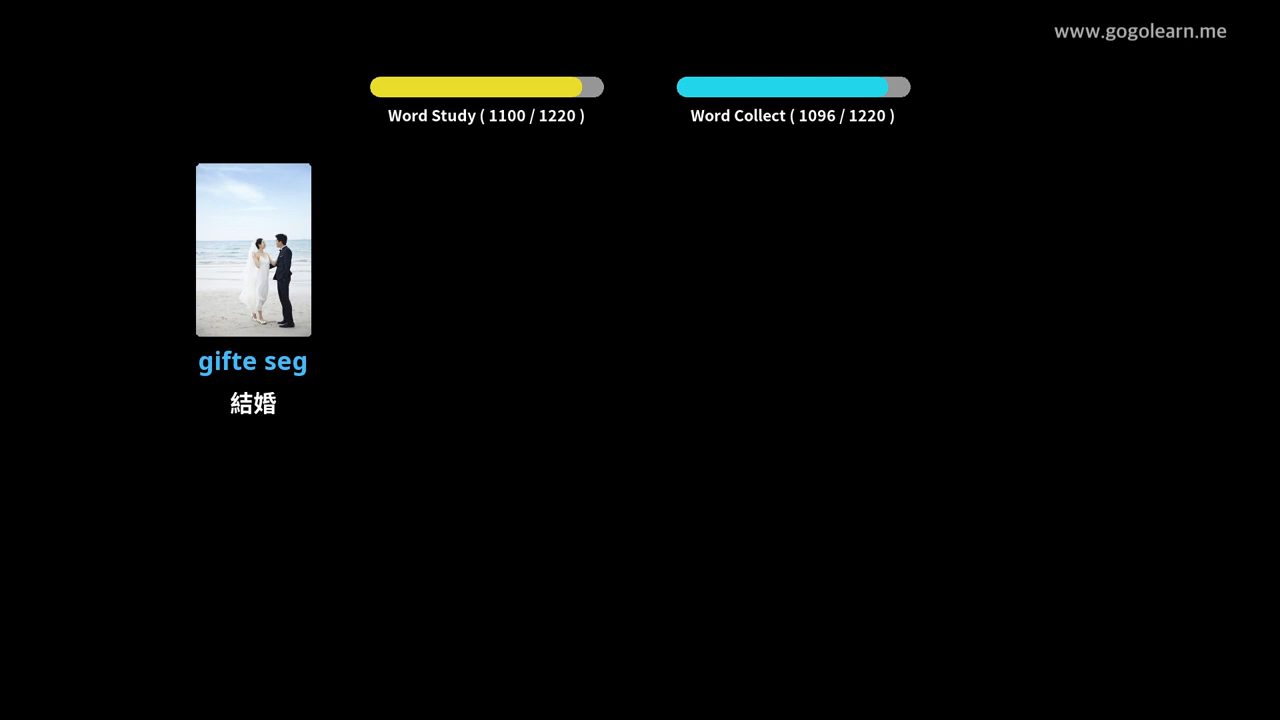 www.gogolearn.me
Word Study ( 1100 / 1220 )
Word Collect ( 1096 / 1220 )
gifte seg
結婚